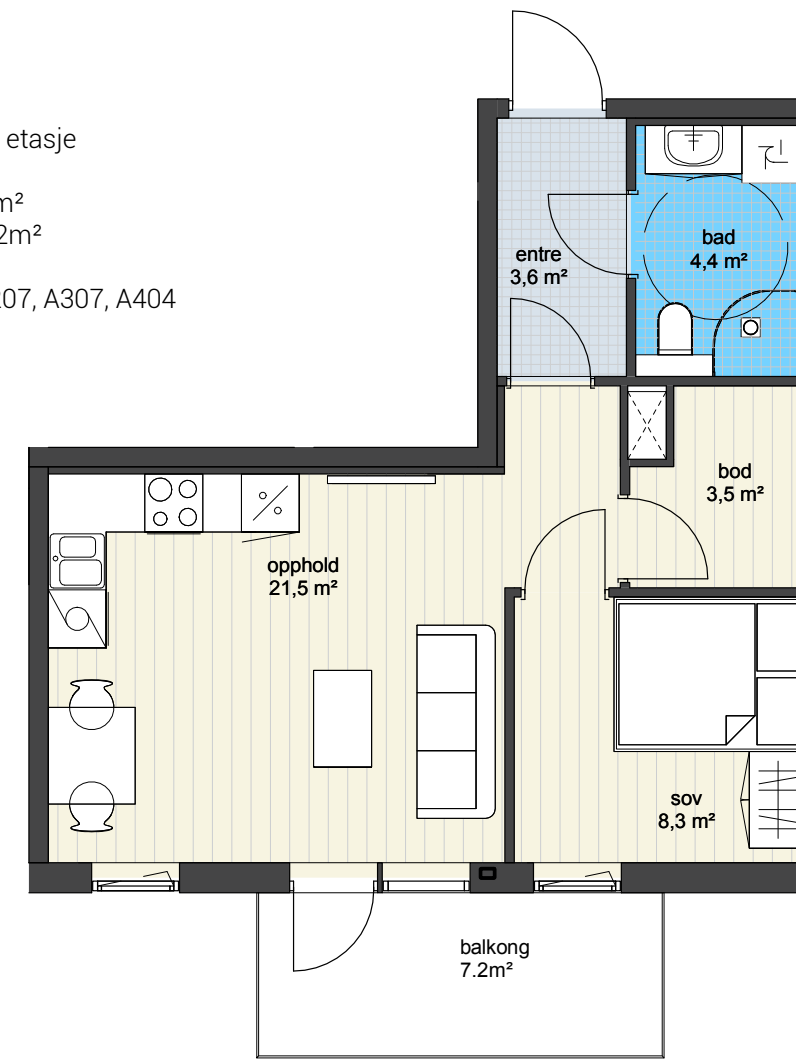 etasje
m²
2m²
207, A307, A404
entre
3,6 m²
bad
4,4 m²
bod
3,5 m²
opphold
21,5 m²
sov
8,3 m²
balkong
7.2m²